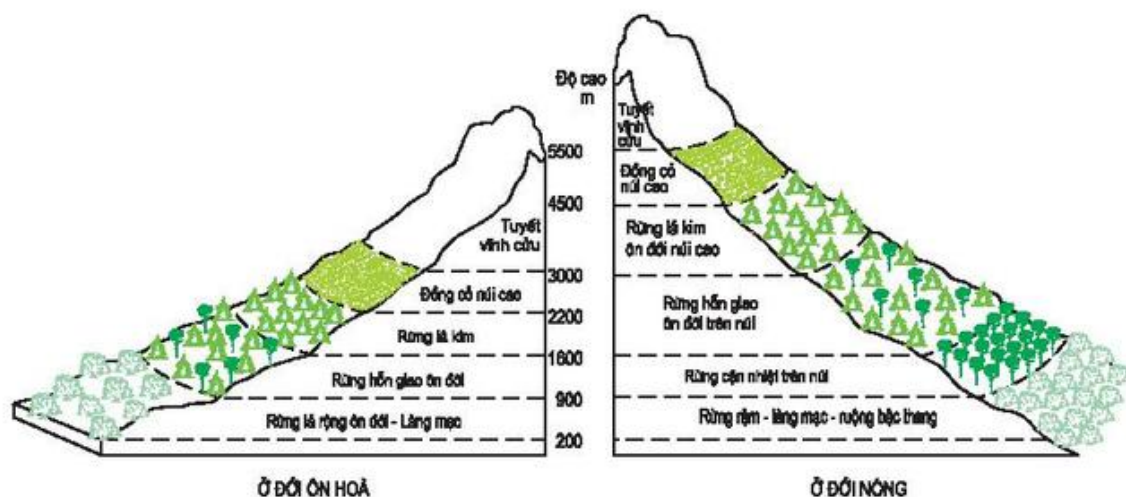 Độ cao
m
Tuyết
vĩnh
cửu
5500
Đồng cỏ
núi cao
4500
Tuyết
vĩnh cửu
Rừng lá kim
ôn đới núi cao
3000
Đồng cỏ núi cao
Rừng hỗn giao
ôn đới trên núi
2200
Rừng lá kim
1600
Rừng hỗn giao ôn đới
Rừng cận nhiệt trên núi
900
Rừng lá rộng ôn đới - Làng mạc
Rừng rậm - làng mạc - ruộng bậc thang
200
Ở ĐỚI ÔN HOÀ
Ở ĐỚI NÓNG